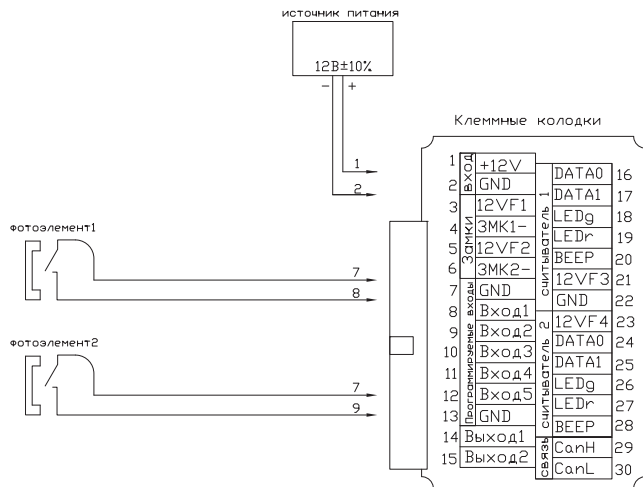 источник питания
12В±10%
– +
1
2
Клеммные колодки
фотоэлемент1
7
8
фотоэлемент2
7
9
вход
1 +12V
2 GND
Замки
3 12VF1
4 ЗМК1-
5 12VF2
6 ЗМК2-
Программируемые входы
7 GND
8 Вход1
9 Вход2
10 Вход3
11 Вход4
12 Вход5
13 GND
14 Выход1
15 Выход2
считыватель 1
DATA0 16
DATA1 17
LEDg 18
LEDr 19
BEEP 20
12VF3 21
GND 22
считыватель 2
12VF4 23
DATA0 24
DATA1 25
LEDg 26
LEDr 27
BEEP 28
связь
CanH 29
CanL 30